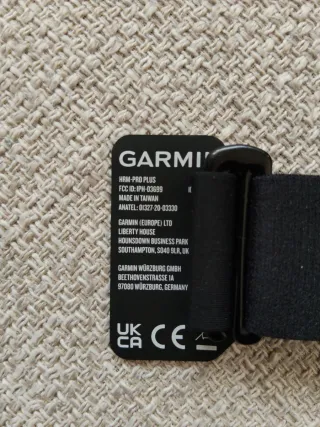 GARMI
HRM-PRO PLUS
FCC ID: IPH-03699
MADE IN TAIWAN
ANATEL: 01327-20-03330
GARMIN (EUROPE) LTD
LIBERTY HOUSE
HOUNSDOWN BUSINESS PARK
SOUTHAMPTON, SO40 9LR, UK
GARMIN WÜRZBURG GMBH
BEETHOVENSTRASSE 1A
97080 WÜRZBURG, GERMANY
UK
CA CE